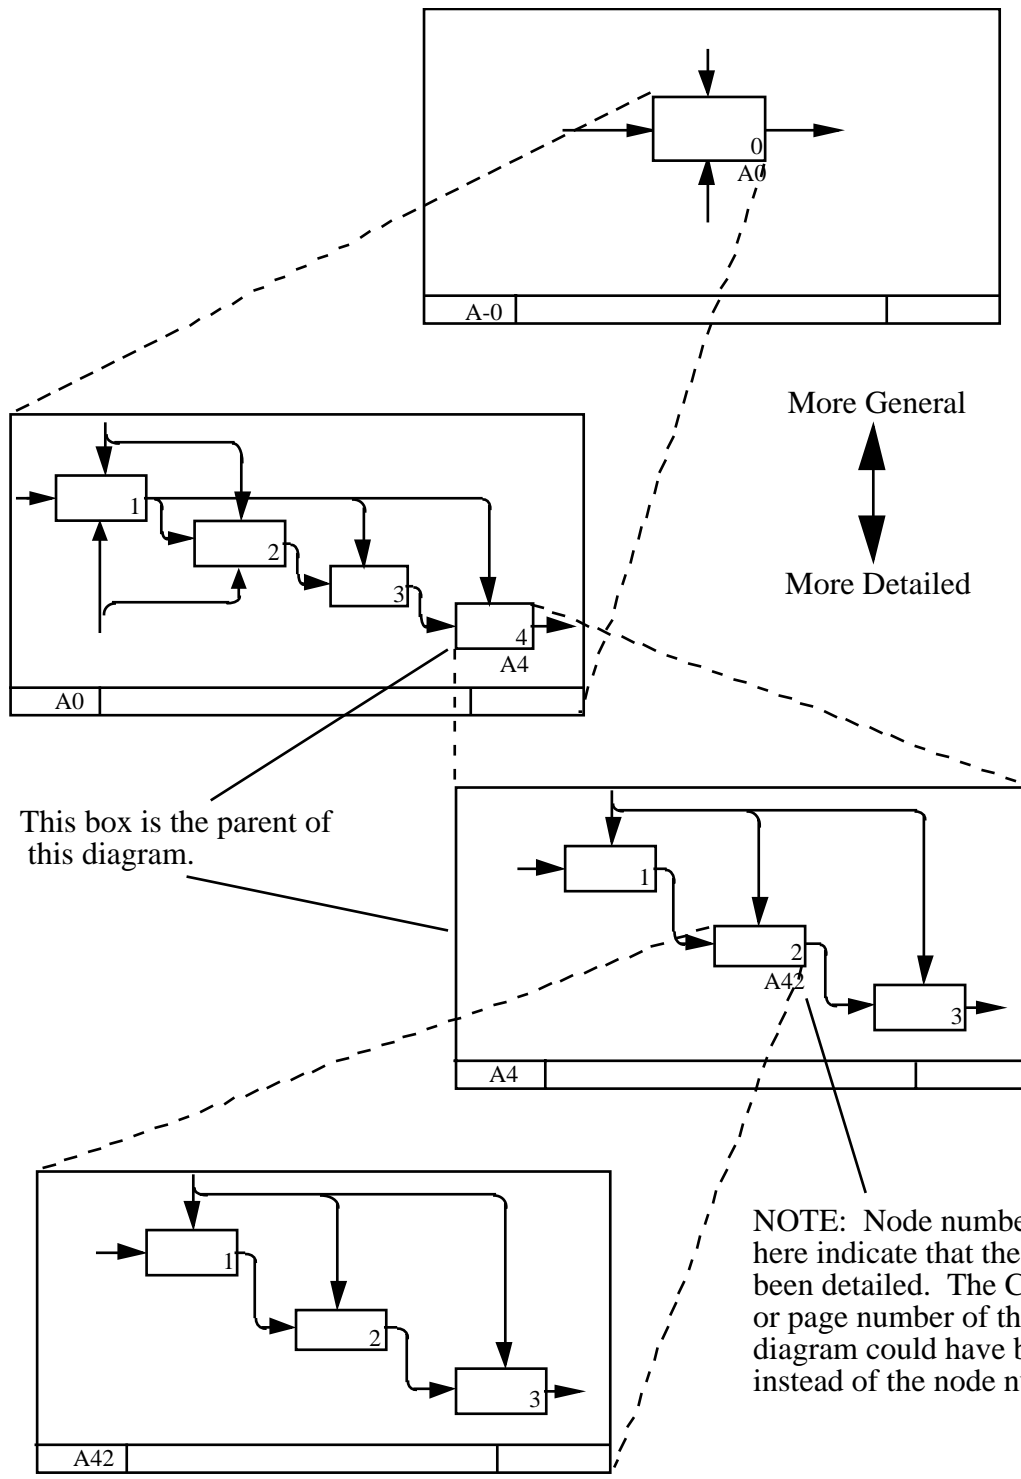 0
A0
A-0
More General
More Detailed
1
2
3
4
A4
A0
This box is the parent of
this diagram.
1
2
A42
3
A4
NOTE: Node
here indicate that the
been detailed. The
or page number of
diagram could have
instead of the node
1
2
3
A42